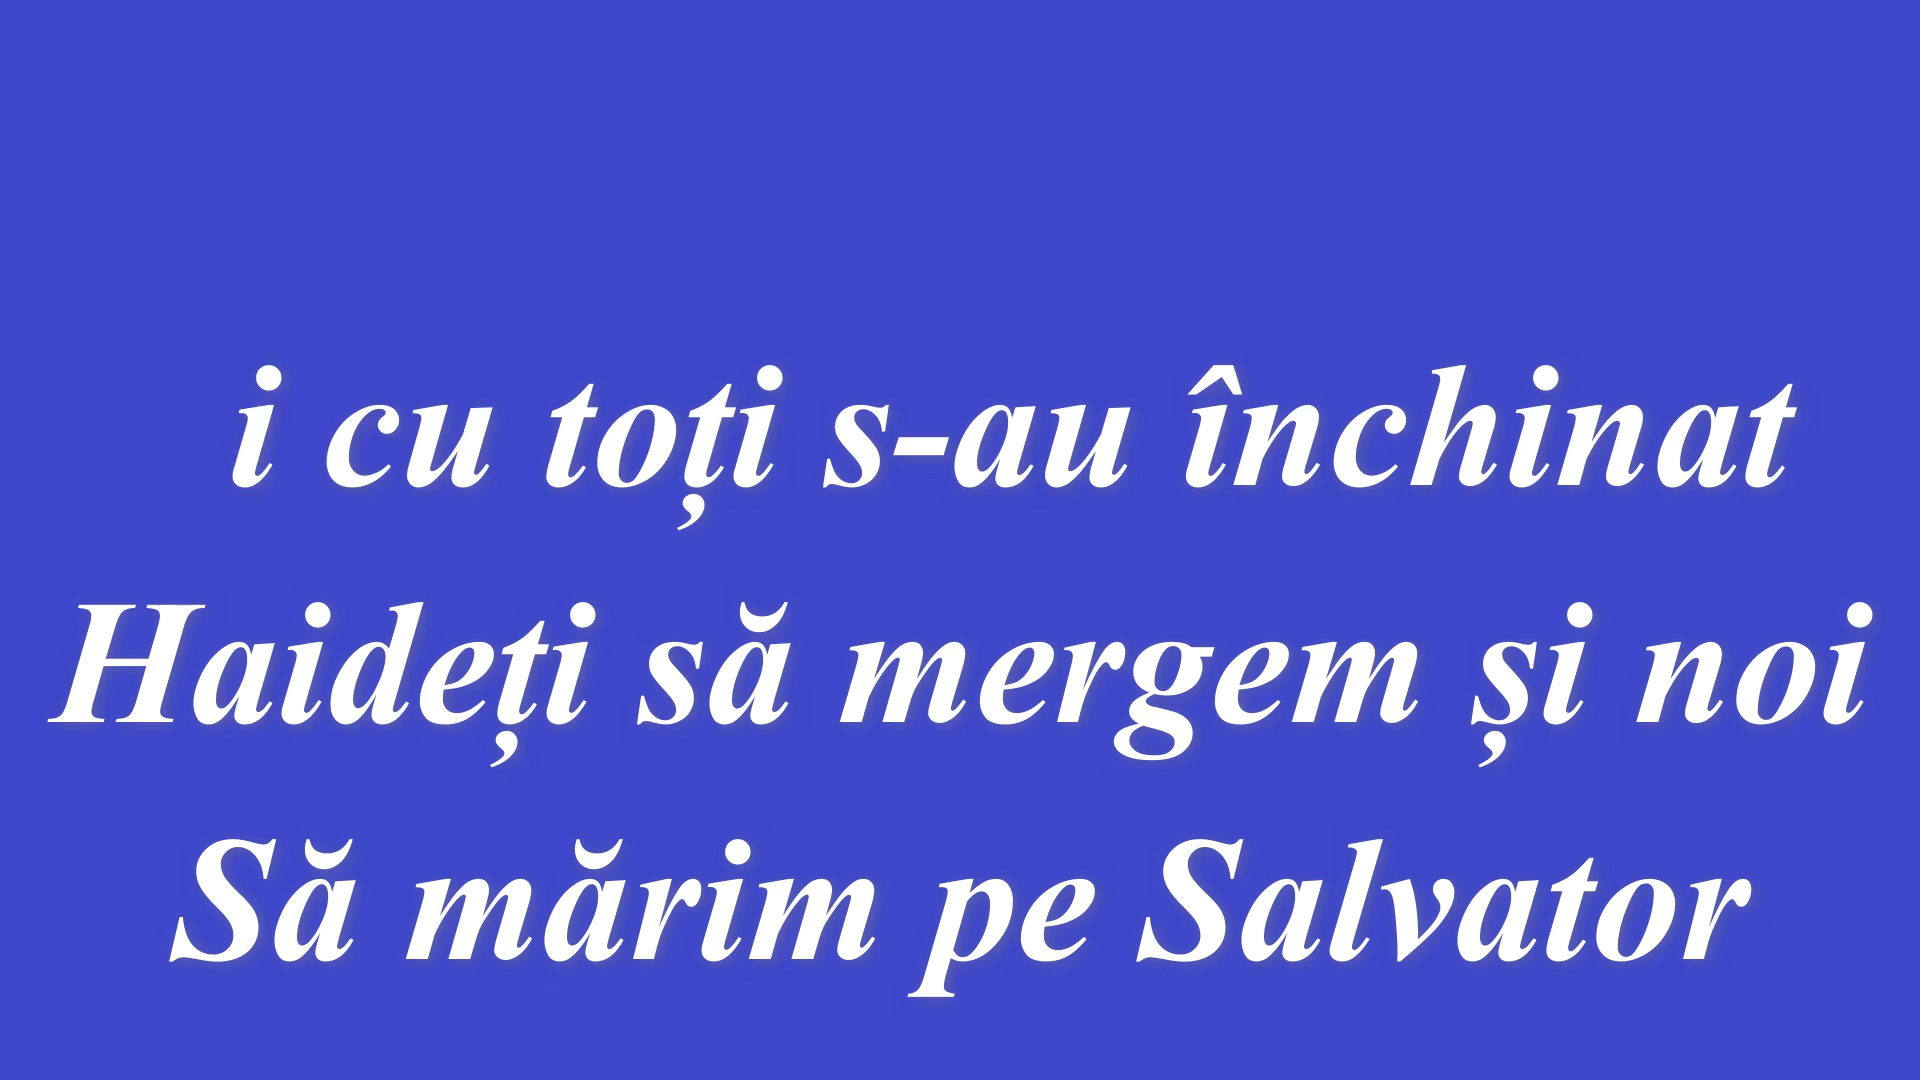 i cu toți s-au închinat
Haideți să mergem și noi
Să mărim pe Salvator